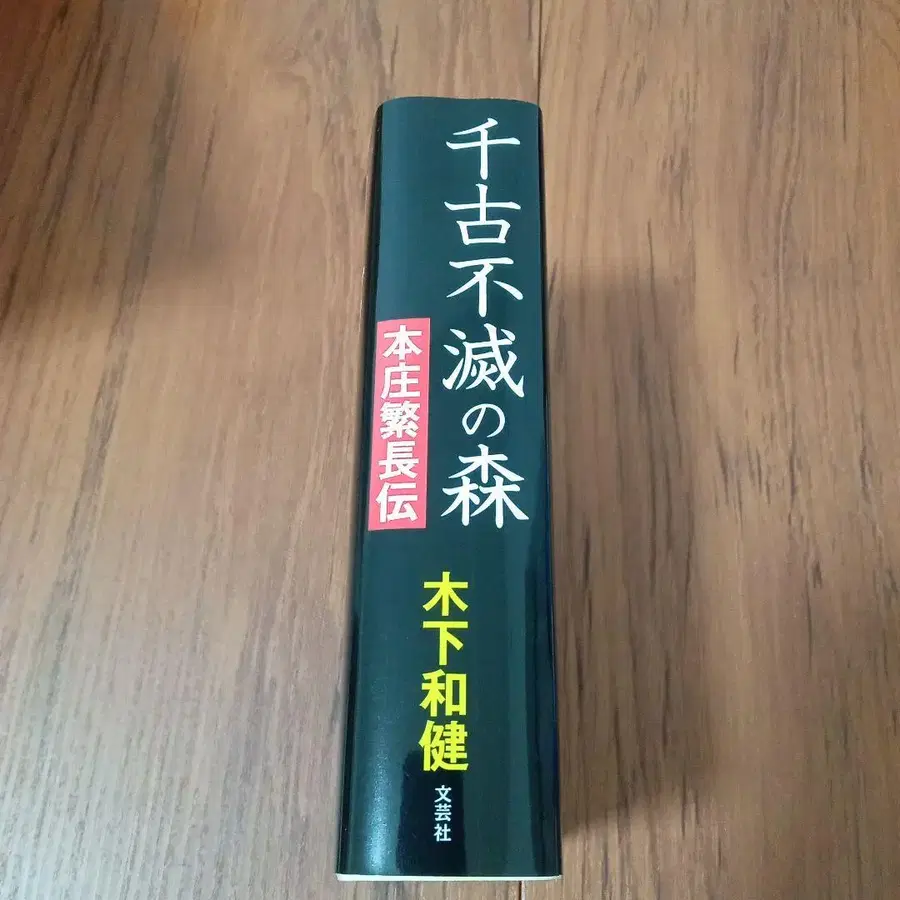 千古不滅の森
本庄繁長伝
木下和健
文芸社